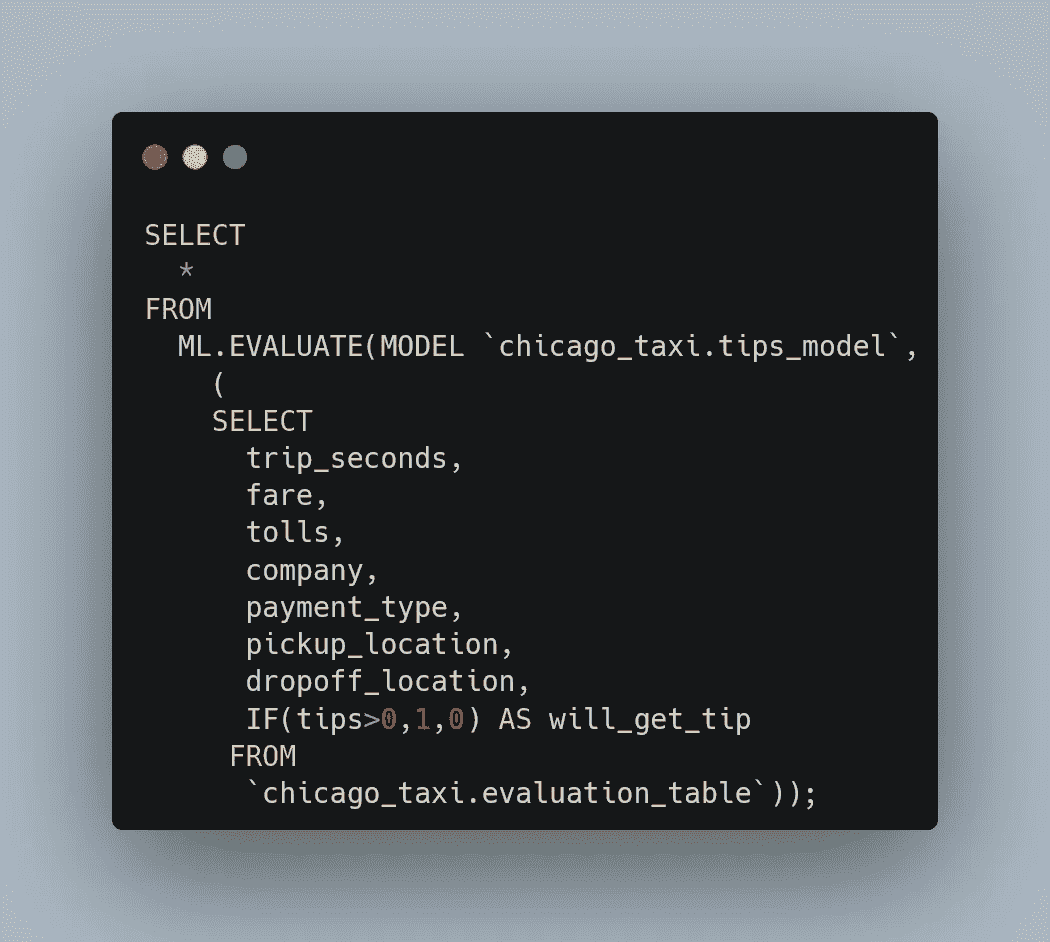 SELECT
  *
FROM
  ML.EVALUATE(MODEL `chicago_taxi.tips_model`,
    (
    SELECT
      trip_seconds,
      fare,
      tolls,
      company,
      payment_type,
      pickup_location,
      dropoff_location,
      IF(tips>0,1,0) AS will_get_tip
     FROM
      `chicago_taxi.evaluation_table`));